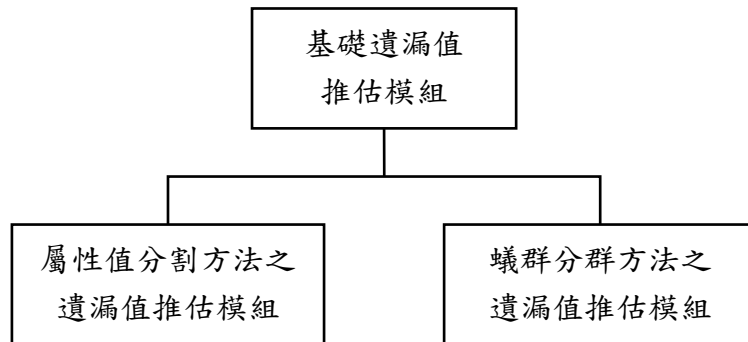 基礎遺漏值
推估模組
屬性值分割方法之
遺漏值推估模組
蟻群分群方法之
遺漏值推估模組